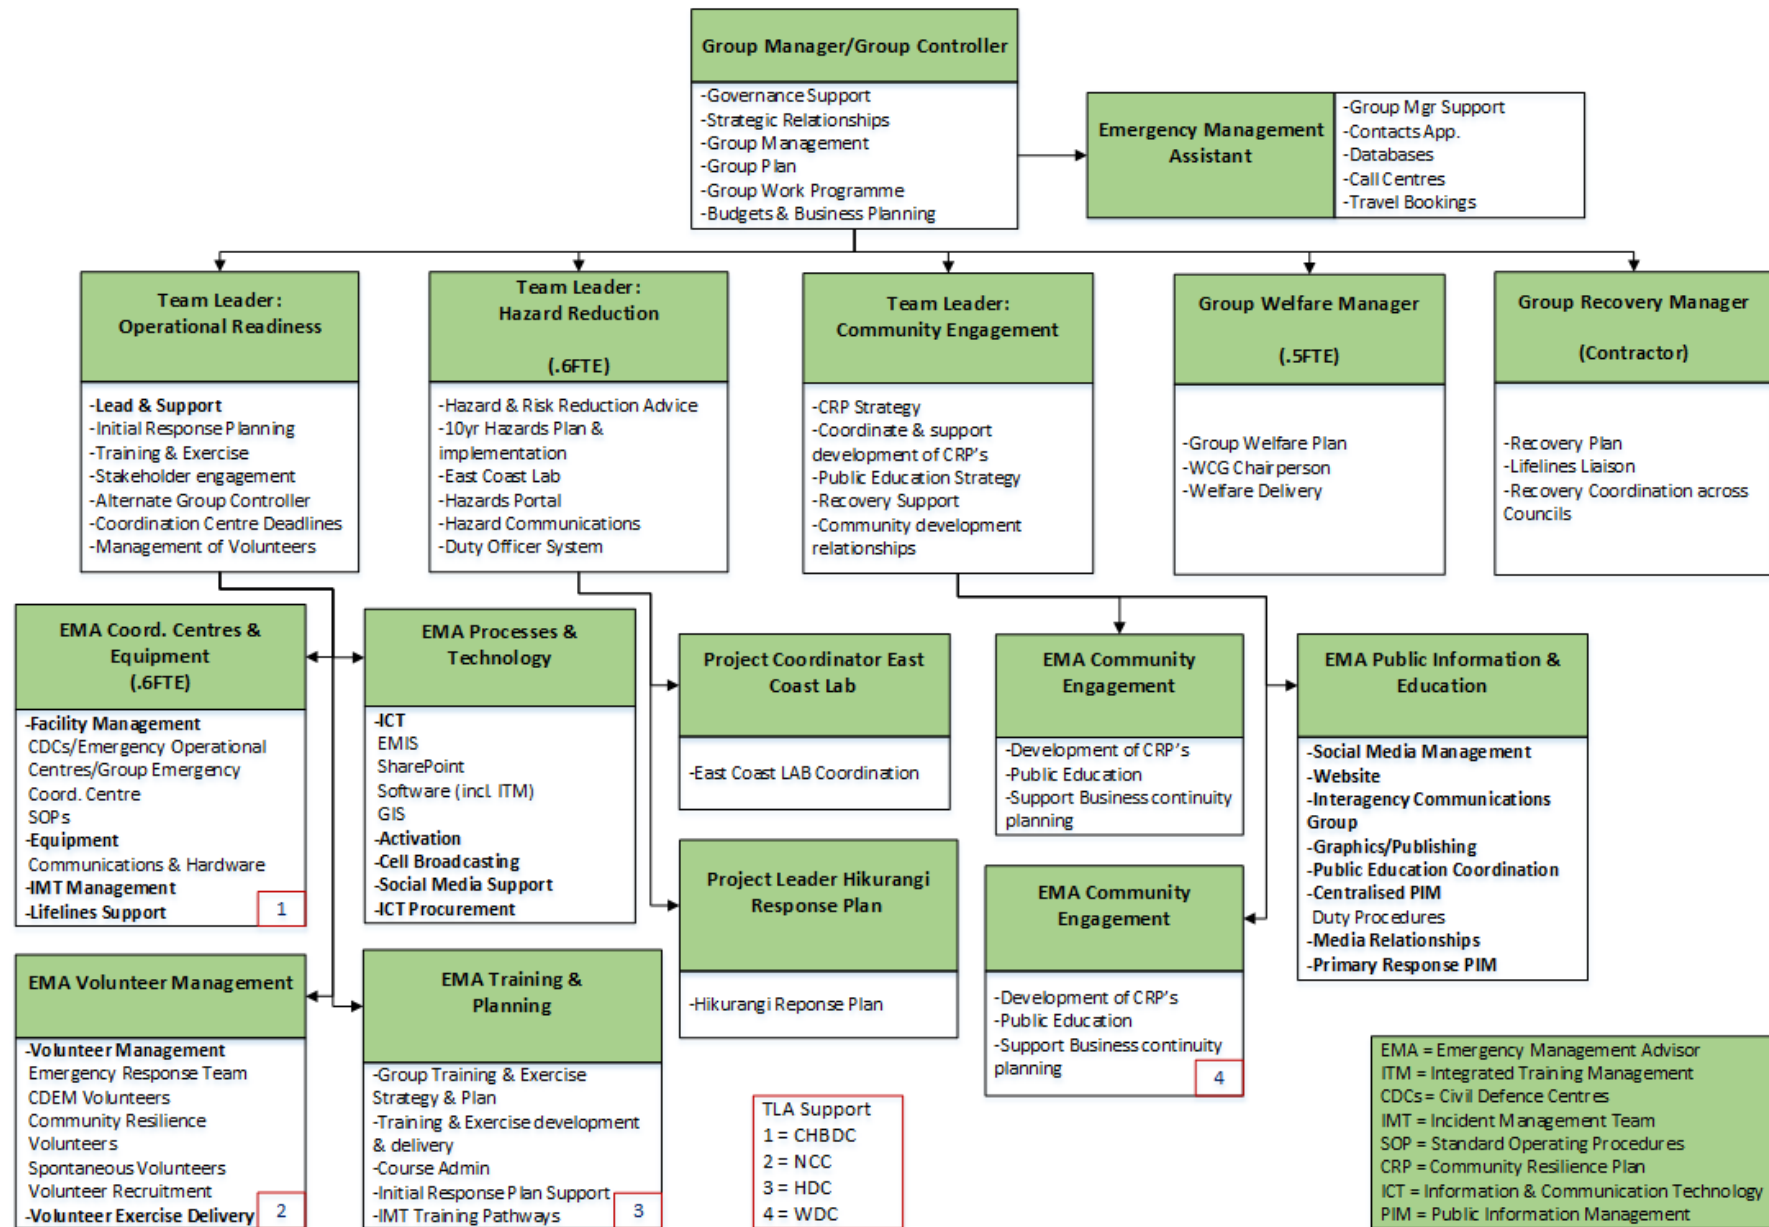 Group Manager/Group Controller
-Governance Support
-Strategic Relationships
-Group Management
-Group Plan
-Group Work Programme
-Budgets & Business Planning
Emergency Management
Assistant
-Group Mgr Support
-Contacts App.
-Databases
-Call Centres
-Travel Bookings
Team Leader:
Operational Readiness
-Lead & Support
-Initial Response Planning
-Training & Exercise
-Stakeholder engagement
-Alternate Group Controller
-Coordination Centre Deadlines
-Management of Volunteers
Team Leader:
Hazard Reduction
(.6FTE)
-Hazard & Risk Reduction Advice
-10yr Hazards Plan &
implementation
-East Coast Lab
-Hazards Portal
-Hazard Communications
-Duty Officer System
Team Leader:
Community Engagement
-CRP Strategy
-Coordinate & support
development of CRP's
-Public Education Strategy
-Recovery Support
-Community development
relationships
Group Welfare Manager
(.5FTE)
-Group Welfare Plan
-WCG Chairperson
-Welfare Delivery
Group Recovery Manager
(Contractor)
-Recovery Plan
-Lifelines Liaison
-Recovery Coordination across
Councils
EMA Coord. Centres &
Equipment
(.6FTE)
-Facility Management
CDCs/Emergency Operational
Centres/Group Emergency
Coord. Centre
SOPs
-Equipment
Communications & Hardware
-IMT Management
-Lifelines Support
1
EMA Processes &
Technology
-ICT
EMIS
SharePoint
Software (incl. ITM)
GIS
-Activation
-Cell Broadcasting
-Social Media Support
-ICT Procurement
Project Coordinator East
Coast Lab
-East Coast LAB Coordination
EMA Community
Engagement
-Development of CRP's
-Public Education
-Support Business continuity
planning
EMA Public Information &
Education
-Social Media Management
-Website
-Interagency Communications
Group
-Graphics/Publishing
-Public Education Coordination
-Centralised PIM
Duty Procedures
-Media Relationships
-Primary Response PIM
Project Leader Hikurangi
Response Plan
-Hikurangi Reponse Plan
EMA Community
Engagement
-Development of CRP's
-Public Education
-Support Business continuity
planning
4
EMA Volunteer Management
-Volunteer Management
Emergency Response Team
CDEM Volunteers
Community Resilience
Volunteers
Spontaneous Volunteers
Volunteer Recruitment
-Volunteer Exercise Delivery
2
EMA Training &
Planning
-Group Training & Exercise
Strategy & Plan
-Training & Exercise development
& delivery
-Course Admin
-Initial Response Plan Support
-IMT Training Pathways
3
TLA Support
1 = CHBDC
2 = NCC
3 = HDC
4 = WDC
EMA = Emergency Management Advisor
ITM = Integrated Training Management
CDCs = Civil Defence Centres
IMT = Incident Management Team
SOP = Standard Operating Procedures
CRP = Community Resilience Plan
ICT = Information & Communication Technology
PIM = Public Information Management